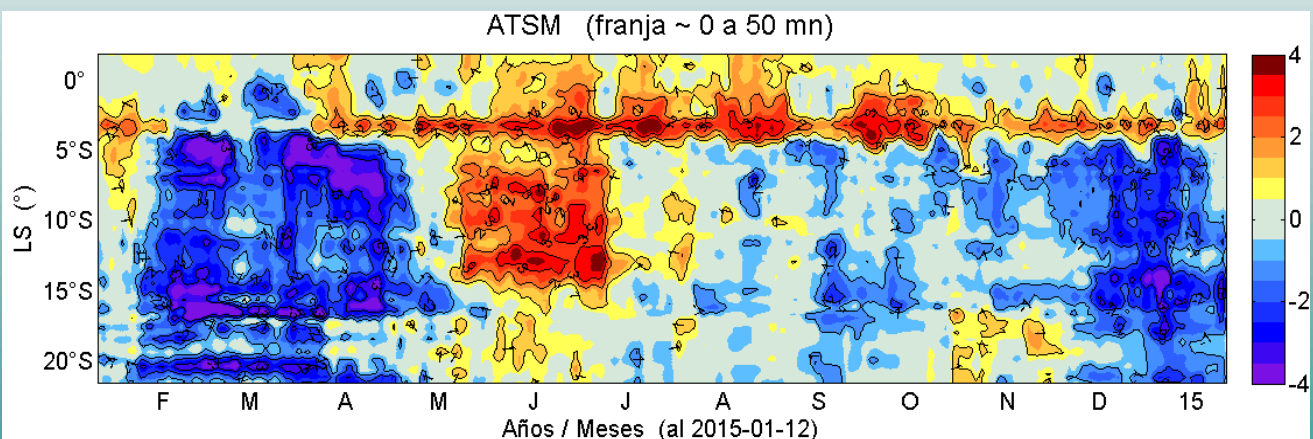 ATSM (franja ~ 0 a 50 mn)
LS (°)
0°
5°S
10°S
15°S
20°S
F M A M J J A S O N D 15
Años / Meses (al 2015-01-12)
4
2
0
-2
-4